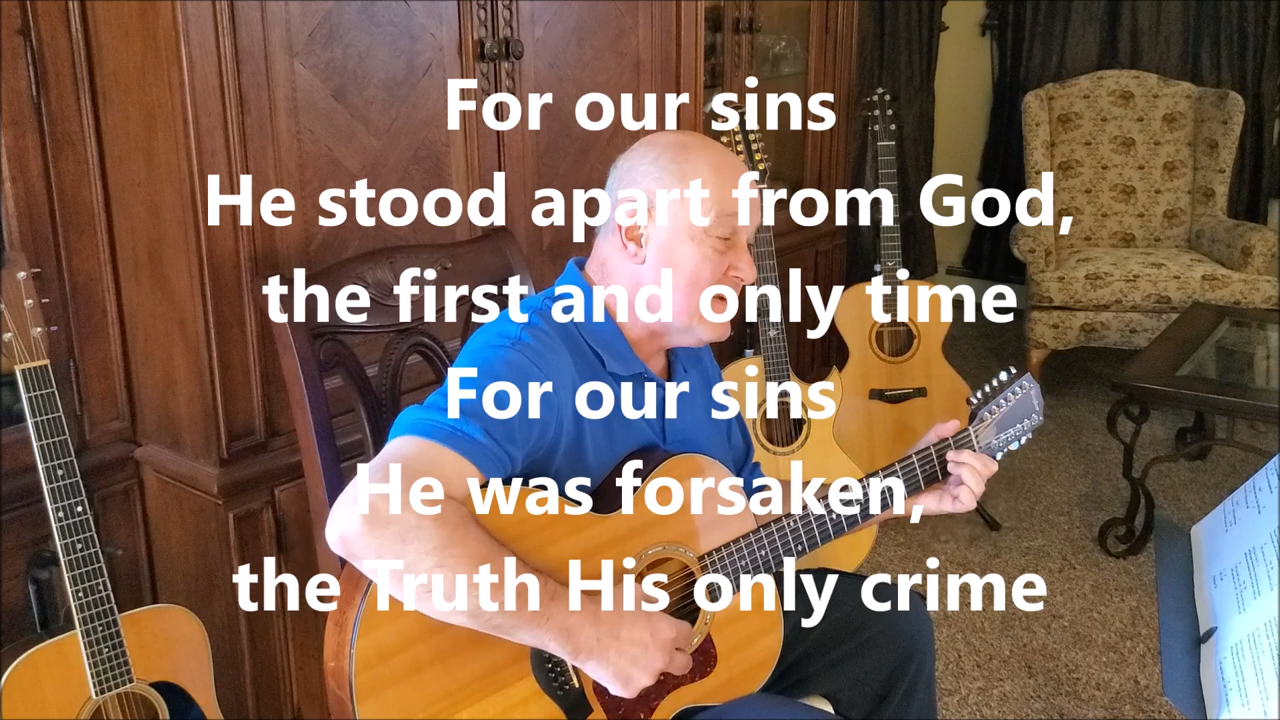 For our sins
He stood apart from God,
the first and only time
For our sins
He was forsaken,
the Truth His only crime